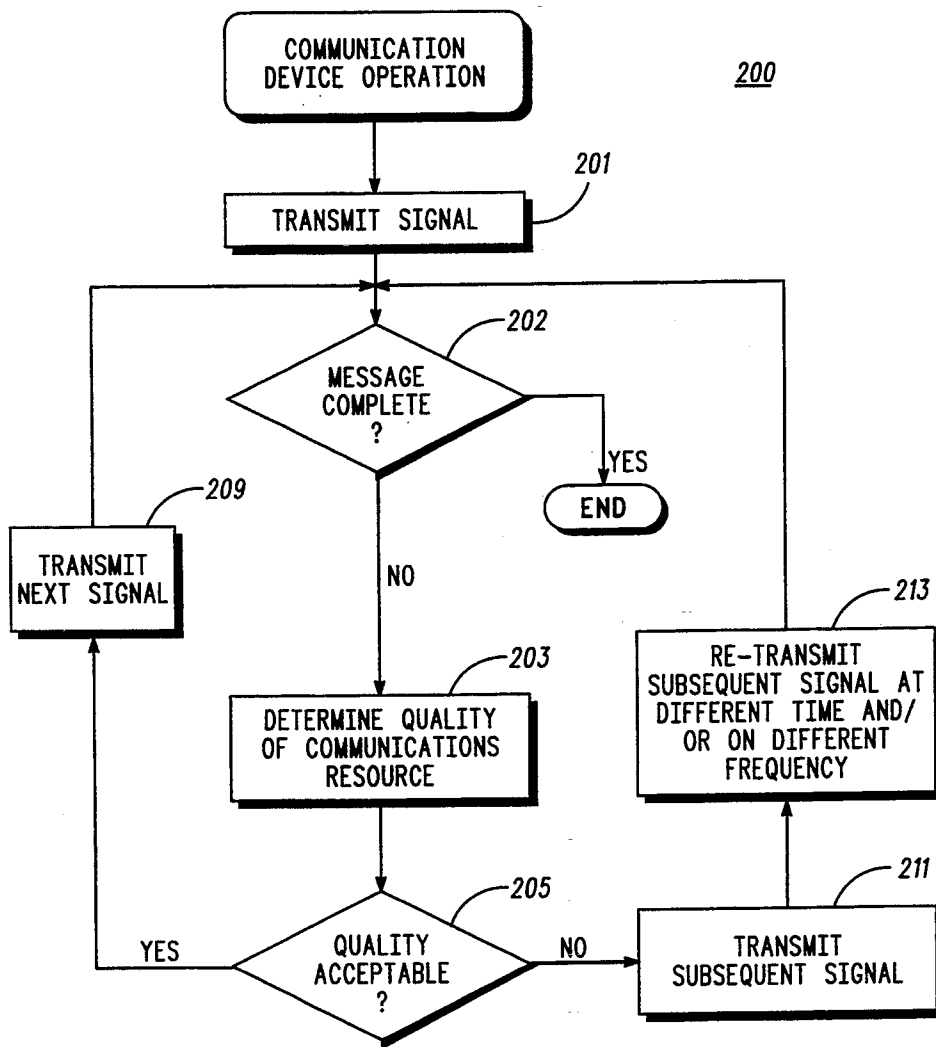 COMMUNICATION
DEVICE OPERATION
200
201
TRANSMIT SIGNAL
202
MESSAGE
COMPLETE
?
YES
END
209
TRANSMIT
NEXT SIGNAL
NO
213
RE-TRANSMIT
SUBSEQUENT SIGNAL AT
DIFFERENT TIME AND/
OR ON DIFFERENT
FREQUENCY
203
DETERMINE QUALITY
OF COMMUNICATIONS
RESOURCE
205
QUALITY
ACCEPTABLE
?
YES
NO
211
TRANSMIT
SUBSEQUENT SIGNAL